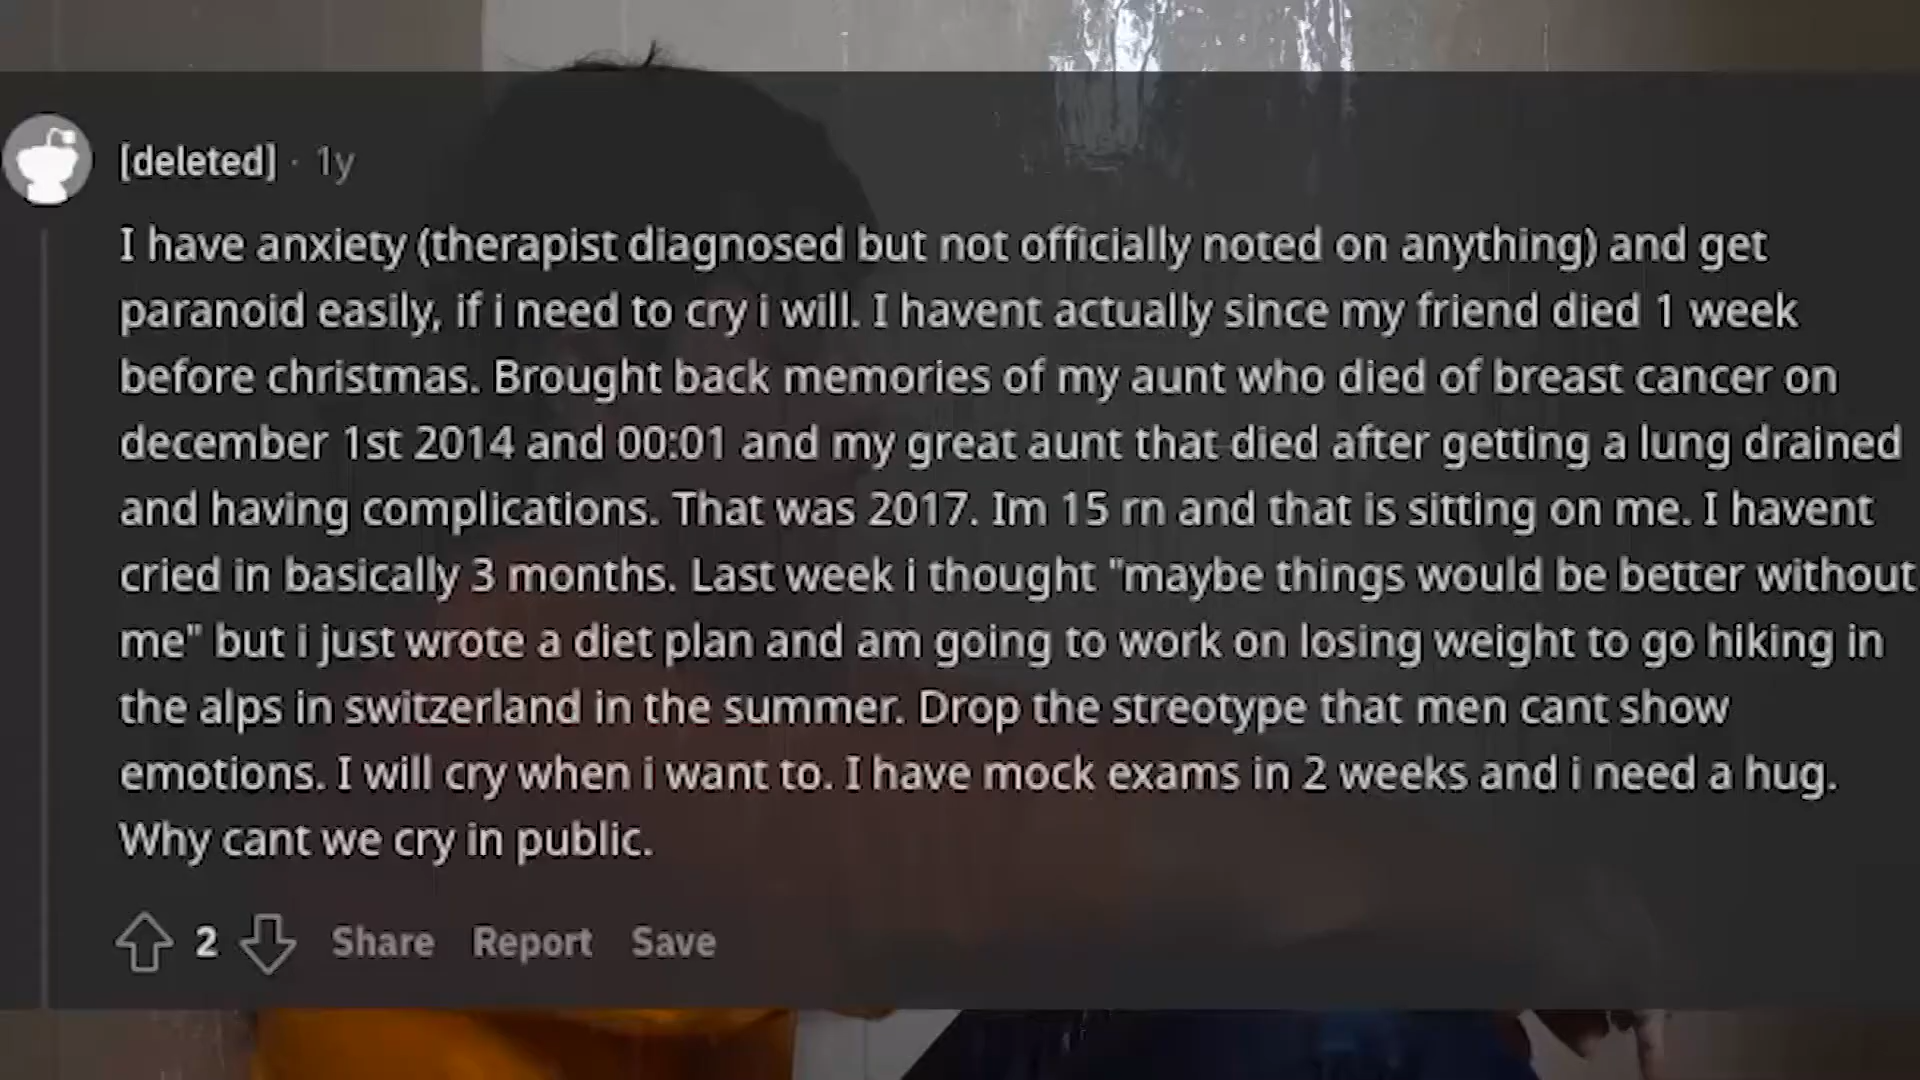 [deleted] · 1y
I have anxiety (therapist diagnosed but not officially noted on anything) and get
paranoid easily, if i need to cry i will. I havent actually since my friend died 1 week
before christmas. Brought back memories of my aunt who died of breast cancer on
december 1st 2014 and 00:01 and my great aunt that died after getting a lung drained
and having complications. That was 2017. Im 15 rn and that is sitting on me. I havent
cried in basically 3 months. Last week i thought "maybe things would be better without
me" but i just wrote a diet plan and am going to work on losing weight to go hiking in
the alps in switzerland in the summer. Drop the streotype that men cant show
emotions. I will cry when i want to. I have mock exams in 2 weeks and i need a hug.
Why cant we cry in public.
2 Share Report Save